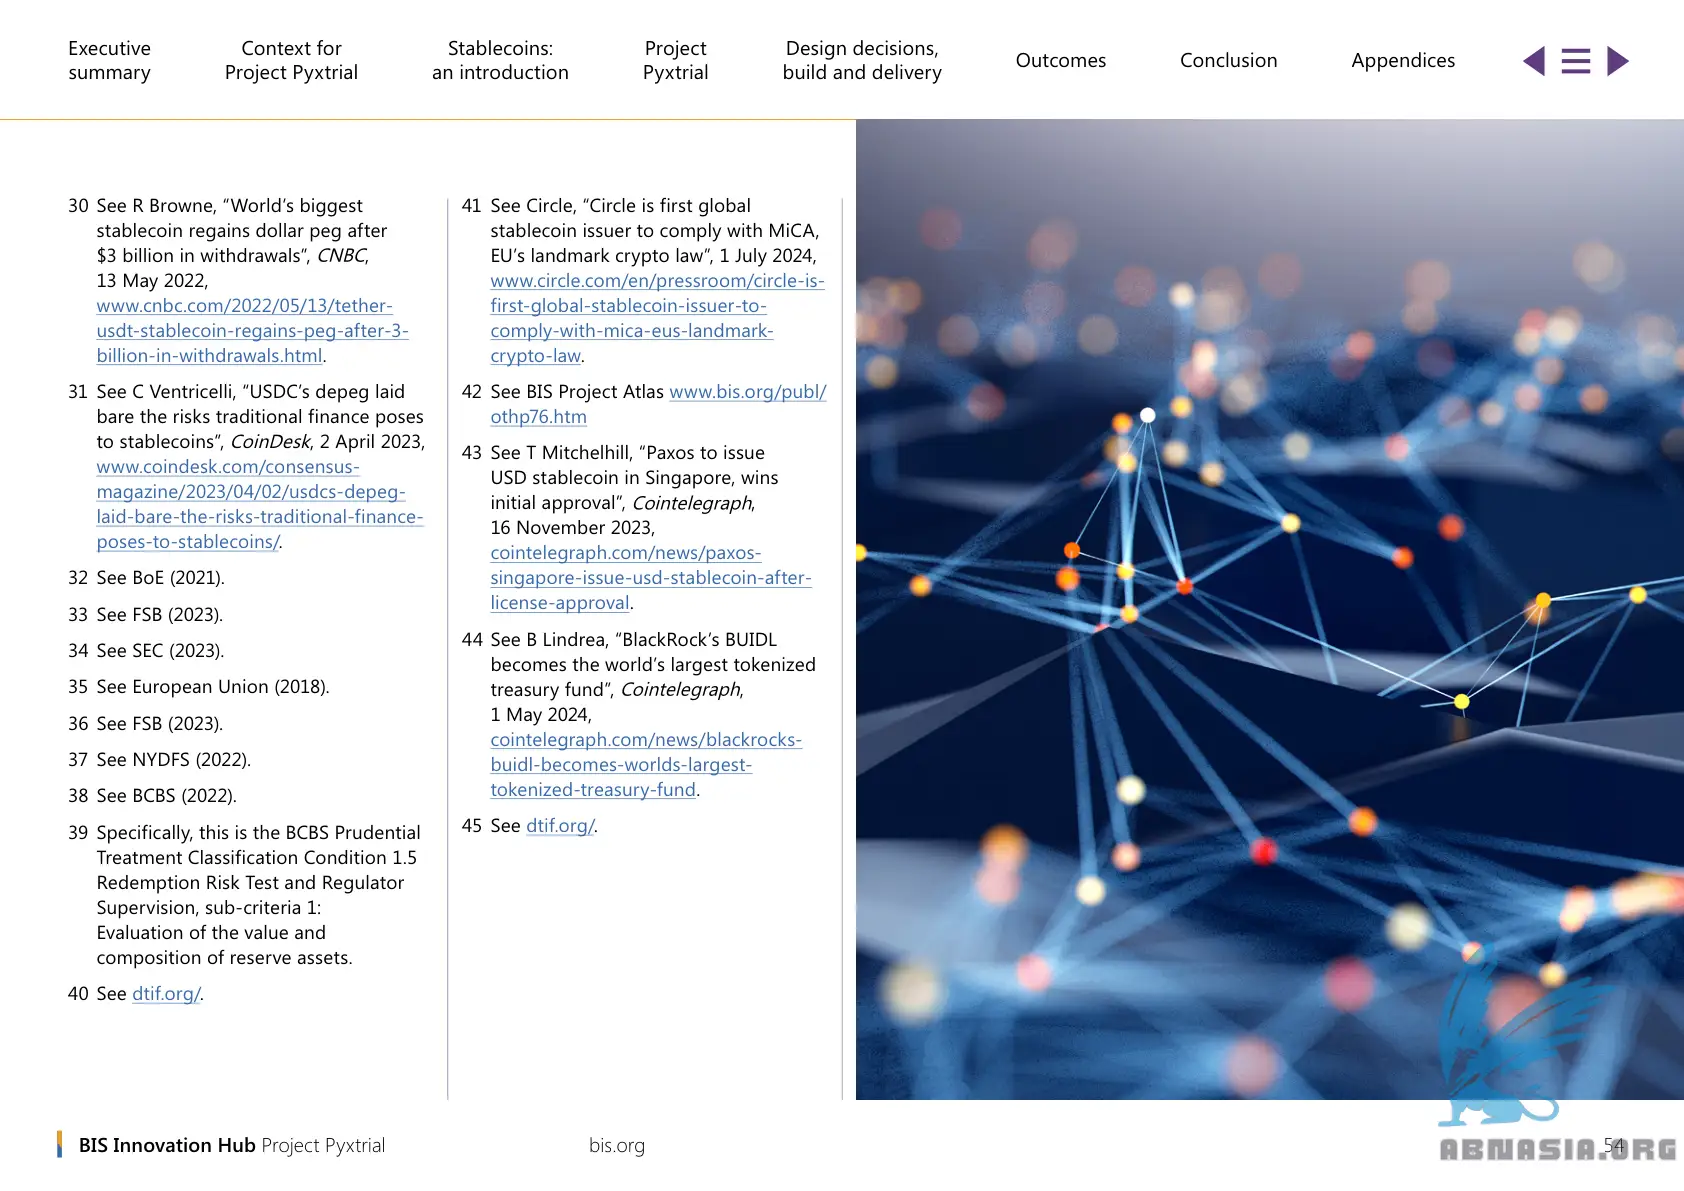 Executive
summary
Context for
Project Pyxtrial
Stablecoins:
an introduction
Project
Pyxtrial
Design decisions,
build and delivery
Outcomes
Conclusion
Appendices
30 See R Browne, “World’s biggest
stablecoin regains dollar peg after
$3 billion in withdrawals”, CNBC,
13 May 2022,
www.cnbc.com/2022/05/13/tether-
usdt-stablecoin-regains-peg-after-3-
billion-in-withdrawals.html.
31 See C Ventricelli, “USDC’s depeg laid
bare the risks traditional finance poses
to stablecoins”, CoinDesk, 2 April 2023,
www.coindesk.com/consensus-
magazine/2023/04/02/usdcs-depeg-
laid-bare-the-risks-traditional-finance-
poses-to-stablecoins/.
32 See BoE (2021).
33 See FSB (2023).
34 See SEC (2023).
35 See European Union (2018).
36 See FSB (2023).
37 See NYDFS (2022).
38 See BCBS (2022).
39 Specifically, this is the BCBS Prudential
Treatment Classification Condition 1.5
Redemption Risk Test and Regulator
Supervision, sub-criteria 1:
Evaluation of the value and
composition of reserve assets.
40 See dtif.org/.
41 See Circle, “Circle is first global
stablecoin issuer to comply with MiCA,
EU’s landmark crypto law”, 1 July 2024,
www.circle.com/en/pressroom/circle-is-
first-global-stablecoin-issuer-to-
comply-with-mica-eus-landmark-
crypto-law.
42 See BIS Project Atlas www.bis.org/publ/
othp76.htm
43 See T Mitchelhill, “Paxos to issue
USD stablecoin in Singapore, wins
initial approval”, Cointelegraph,
16 November 2023,
cointelegraph.com/news/paxos-
singapore-issue-usd-stablecoin-after-
license-approval.
44 See B Lindrea, “BlackRock’s BUIDL
becomes the world’s largest tokenized
treasury fund”, Cointelegraph,
1 May 2024,
cointelegraph.com/news/blackrocks-
buidl-becomes-worlds-largest-
tokenized-treasury-fund.
45 See dtif.org/.
BIS Innovation Hub Project Pyxtrial
bis.org
54
ABNASIA.ORG